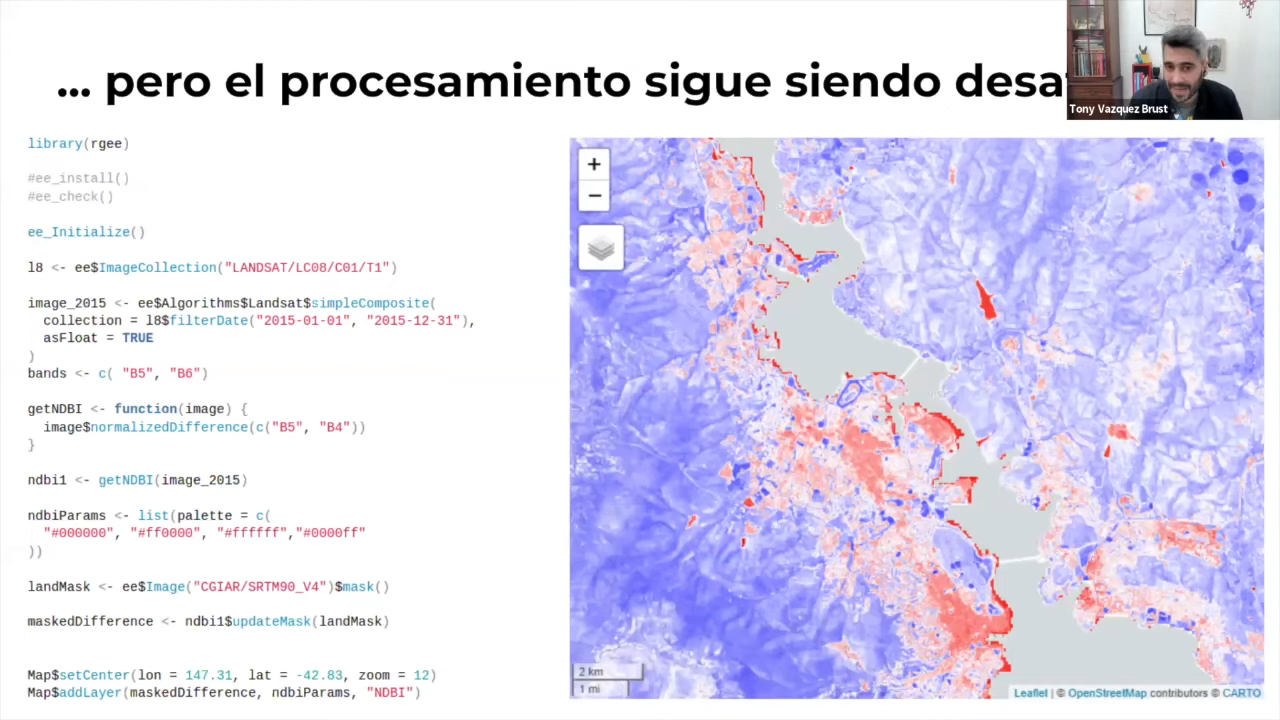 ... pero el procesamiento sigue siendo
Tony Vazquez Brust
library(rgee)
#ee_install()
#ee_check()
ee_Initialize()
l8 <- ee$ImageCollection("LANDSAT/LC08/C01/T1")
image_2015 <- ee$Algorithms$Landsat$simpleComposite(
collection = l8$filterDate("2015-01-01", "2015-12-31"),
asFloat = TRUE
)
bands <- c( "B5", "B6")
getNDBI <- function(image) {
image$normalizedDifference(c("B5", "B4"))
}
ndbi1 <- getNDBI(image_2015)
ndbiParams <- list(palette = c(
"#000000", "#ff0000", "#ffffff","#0000ff"
))
landMask <- ee$Image("CGIAR/SRTM90_V4")$mask()
maskedDifference <- ndbi1$updateMask(landMask)
Map$setCenter(lon = 147.31, lat = -42.83, zoom = 12)
Map$addLayer(maskedDifference, ndbiParams, "NDBI")
+
−
2 km
1 mi
Leaflet | © OpenStreetMap contributors © CARTO